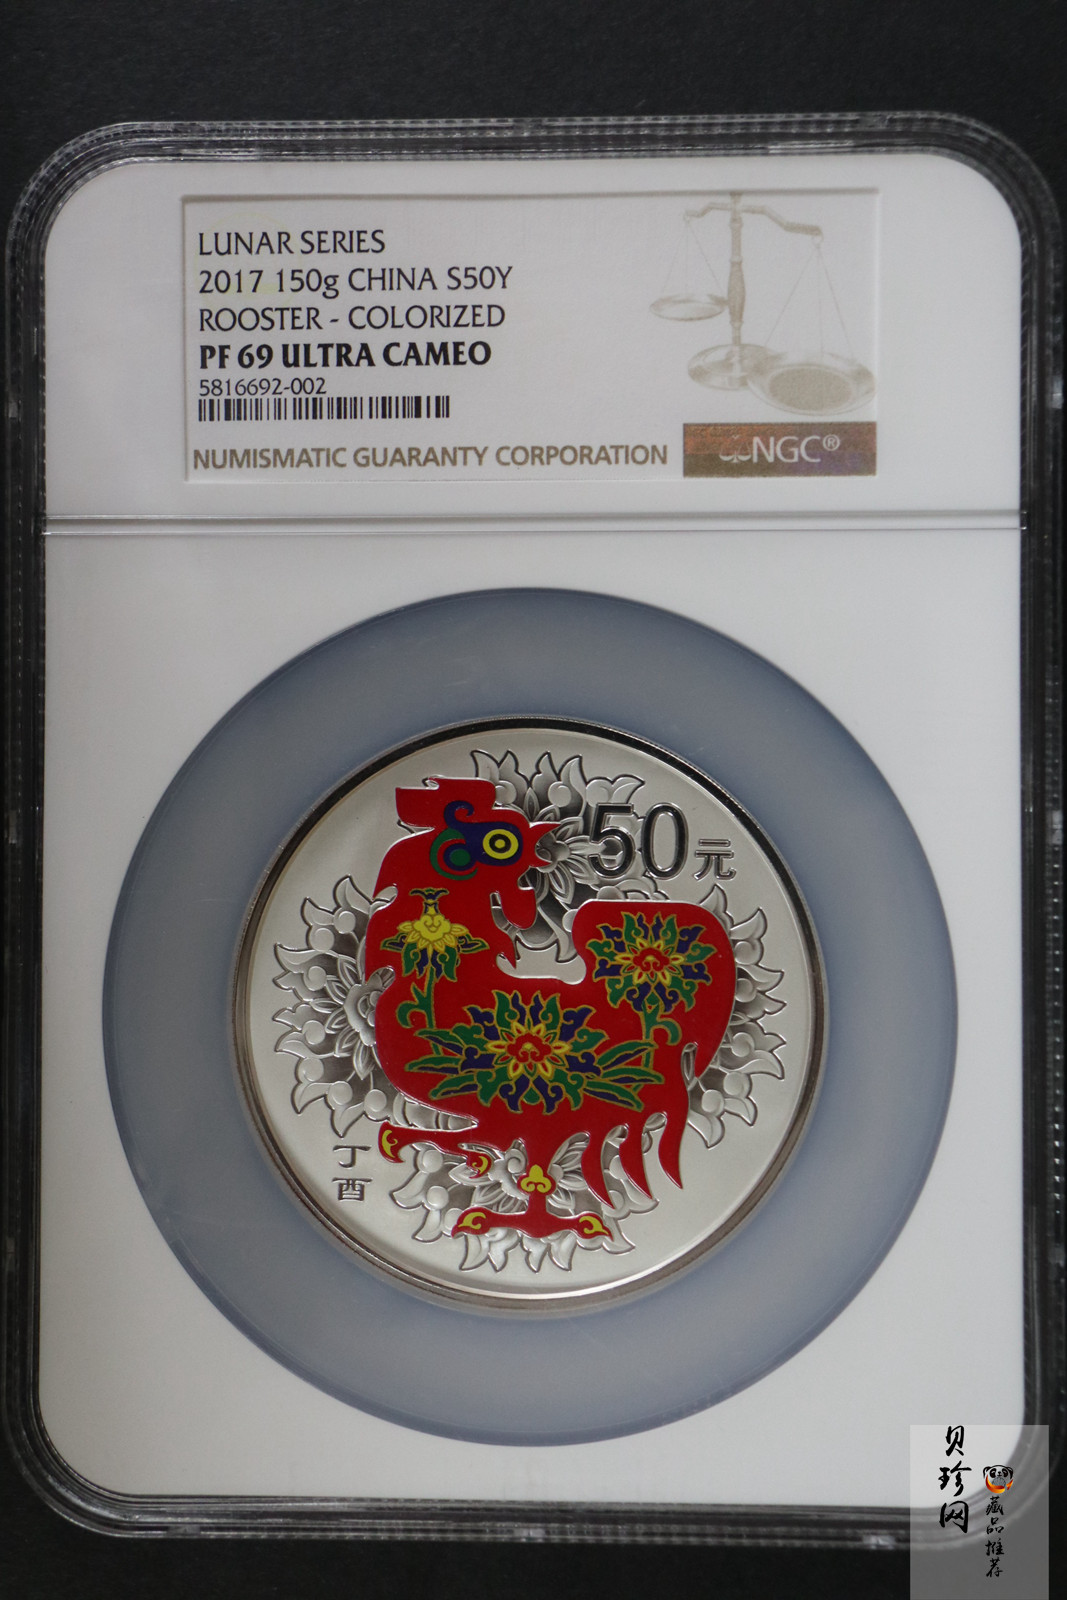 LUNAR SERIES
2017 150g CHINA S50Y
ROOSTER - COLORIZED
PF 69 ULTRA CAMEO
5816692-002
NUMISMATIC GUARANTY CORPORATION
NGC®
50元
丁
酉
贝珍网
藏品推荐